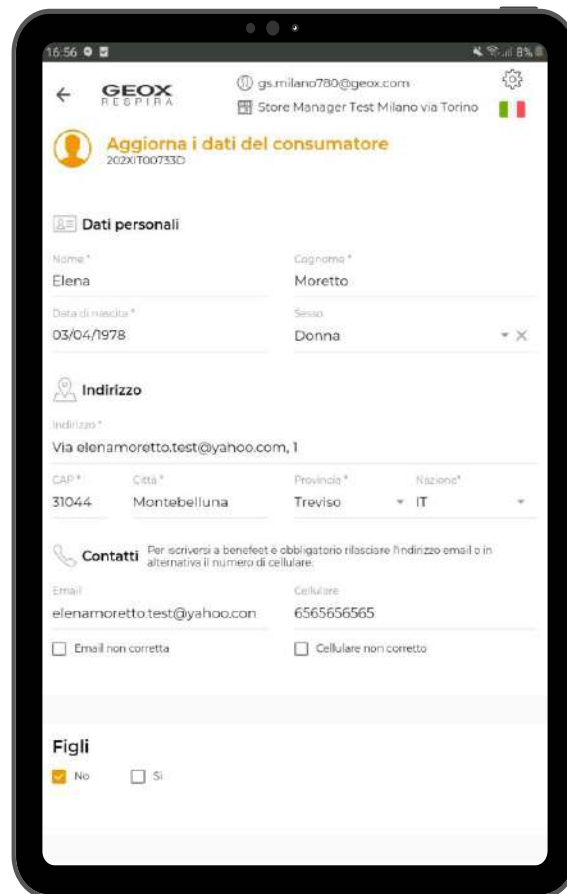 16:56 8%
GEOX
RESPIRA
gs.milano780@geox.com
Store Manager Test Milano via Torino
Aggiorna i dati del consumatore
202XIT00733D
Dati personali
Nome * Cognome *
Elena Moretto
Data di nascita * Sesso
03/04/1978 Donna
Indirizzo
Indirizzo *
Via elenamoretto.test@yahoo.com, 1
CAP * Città * Provincia * Nazione*
31044 Montebelluna Treviso IT
Contatti
Per iscriversi a benefeet è obbligatorio rilasciare l'indirizzo email o in
alternativa il numero di cellulare.
Email Cellulare
elenamoretto.test@yahoo.con 6565656565
Email non corretta Cellulare non corretto
Figli
No Si